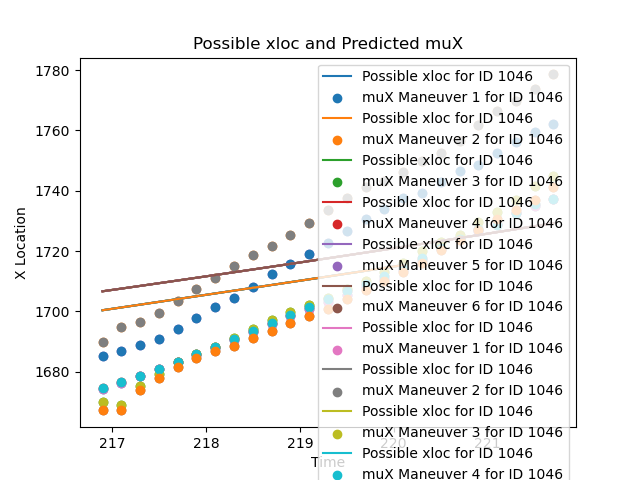 Possible xloc and Predicted muX
1780
1760
1740
1720
1700
1680
X Location
217
218
219
220
221
Time
Possible xloc for ID 1046
muX Maneuver 1 for ID 1046
Possible xloc for ID 1046
muX Maneuver 2 for ID 1046
Possible xloc for ID 1046
muX Maneuver 3 for ID 1046
Possible xloc for ID 1046
muX Maneuver 4 for ID 1046
Possible xloc for ID 1046
muX Maneuver 5 for ID 1046
Possible xloc for ID 1046
muX Maneuver 6 for ID 1046
Possible xloc for ID 1046
muX Maneuver 1 for ID 1046
Possible xloc for ID 1046
muX Maneuver 2 for ID 1046
Possible xloc for ID 1046
muX Maneuver 3 for ID 1046
Possible xloc for ID 1046
muX Maneuver 4 for ID 1046